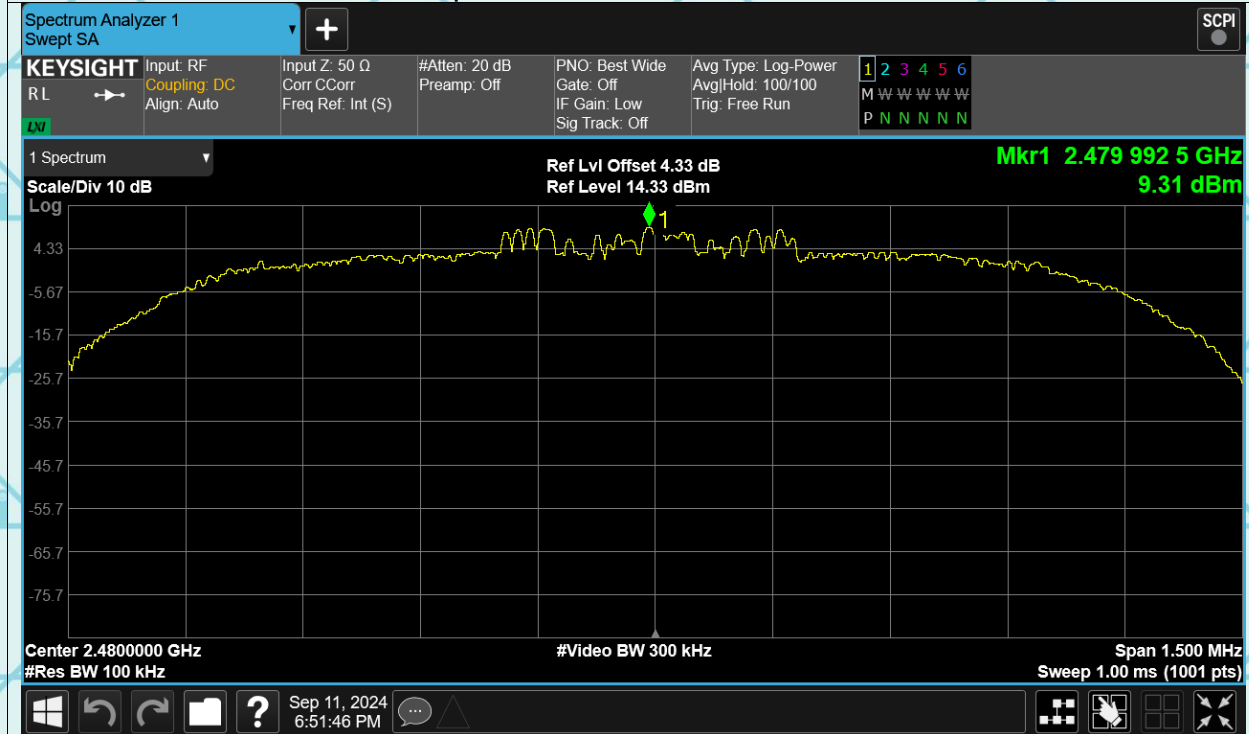 Spectrum Analyzer 1
Swept SA
SCPI
KEYSIGHT
R L
LXI
Input: RF
Coupling: DC
Align: Auto
Input Z: 50 Ω
Corr CCorr
Freq Ref: Int (S)
#Atten: 20 dB
Preamp: Off
PNO: Best Wide
Gate: Off
IF Gain: Low
Sig Track: Off
Avg Type: Log-Power
Avg|Hold: 100/100
Trig: Free Run
1 2 3 4 5 6
M W W W W W
P N N N N N
1 Spectrum
Scale/Div 10 dB
Log
Ref Lvl Offset 4.33 dB
Ref Level 14.33 dBm
Mkr1 2.479 992 5 GHz
9.31 dBm
1
4.33
-5.67
-15.7
-25.7
-35.7
-45.7
-55.7
-65.7
-75.7
Center 2.4800000 GHz
#Res BW 100 kHz
#Video BW 300 kHz
Span 1.500 MHz
Sweep 1.00 ms (1001 pts)
?
Sep 11, 2024
6:51:46 PM